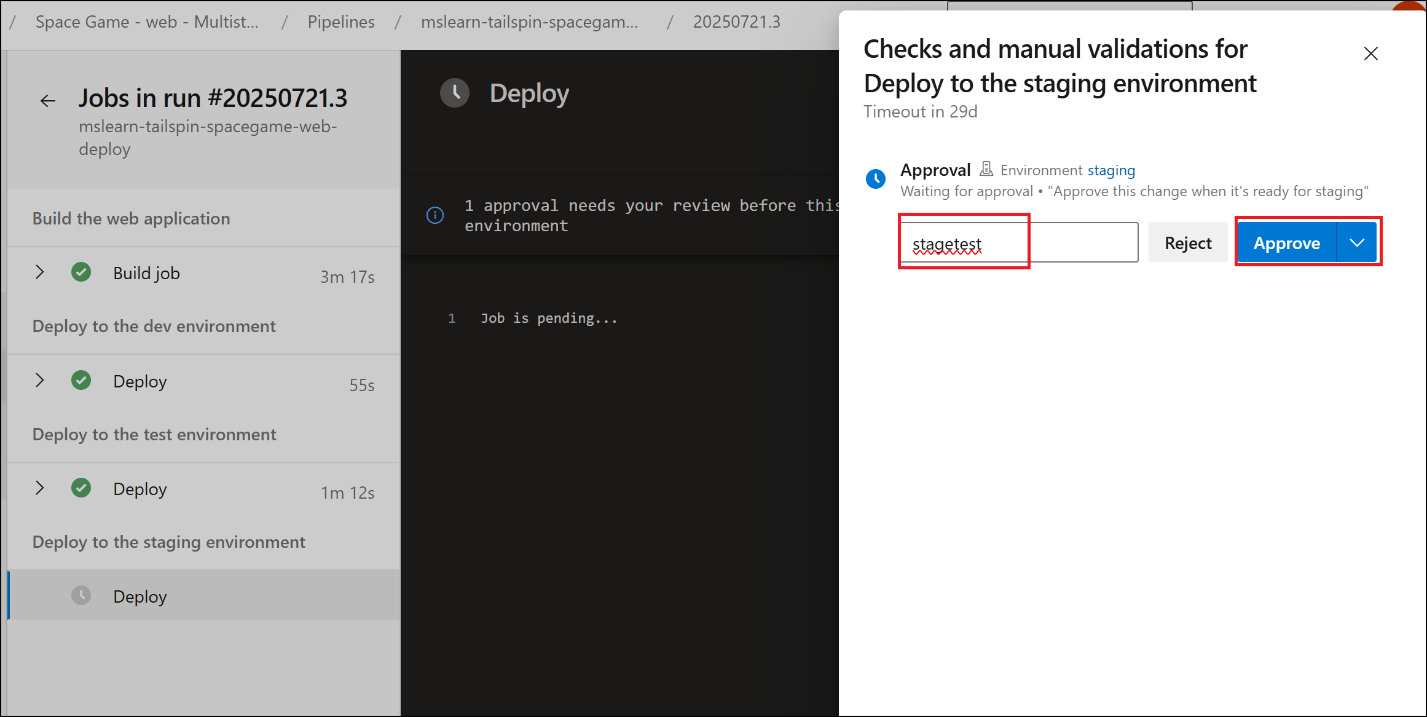 / Space Game - web - Multist... / Pipelines / mslearn-tailspin-spacegam... / 20250721.3
Jobs in run #20250721.3
mslearn-tailspin-spacegame-web-
deploy
Build the web application
Build job 3m 17s
Deploy to the dev environment
Deploy 55s
Deploy to the test environment
Deploy 1m 12s
Deploy to the staging environment
Deploy
Deploy
1 approval needs your review before this
environment
1 Job is pending...
Checks and manual validations for
Deploy to the staging environment
Timeout in 29d
Approval Environment staging
Waiting for approval • "Approve this change when it's ready for staging"
stagetest Reject Approve